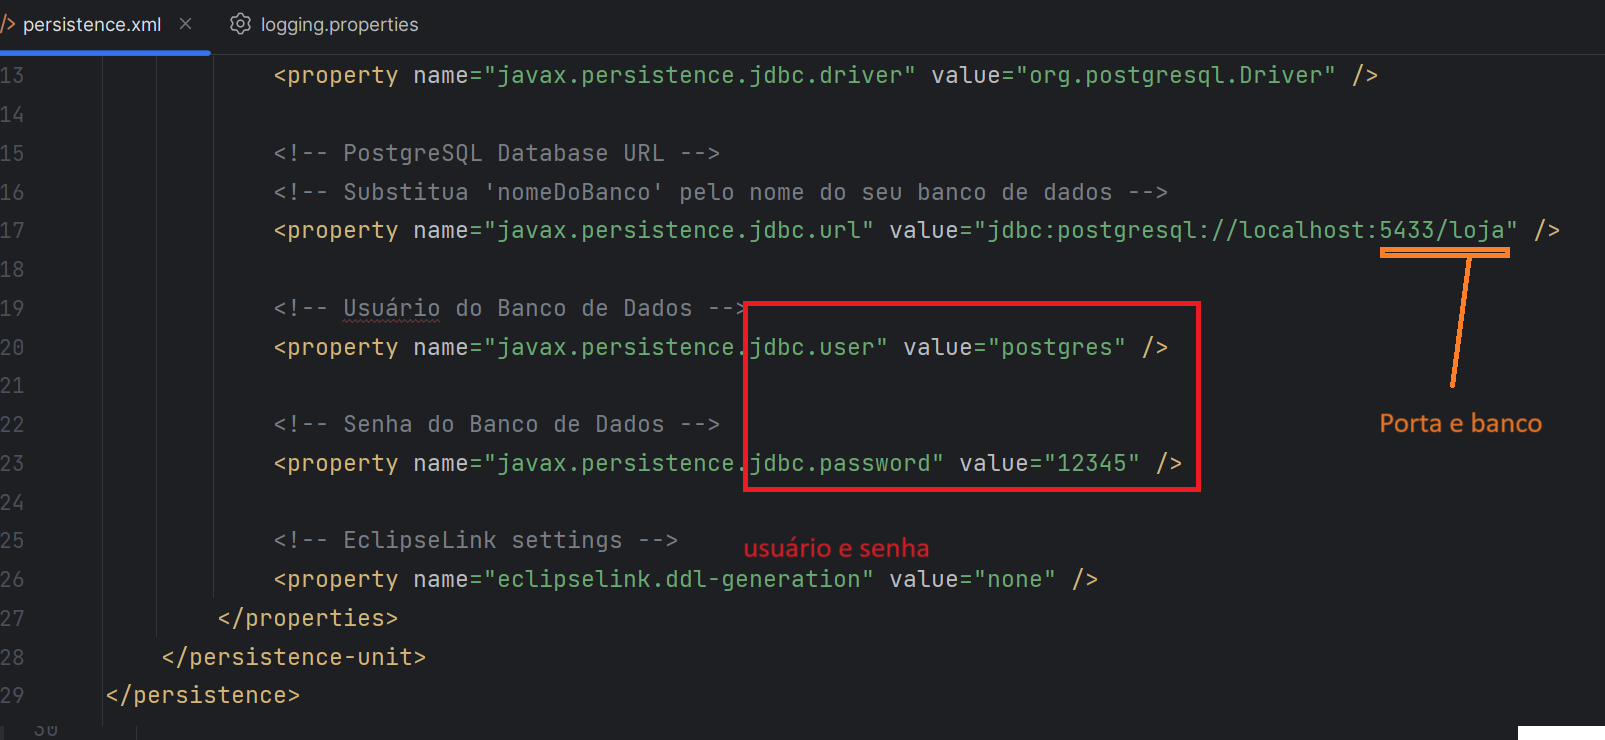 persistence.xml
logging.properties
13 <property name="javax.persistence.jdbc.driver" value="org.postgresql.Driver" />
14
15 <!-- PostgreSQL Database URL -->
16 <!-- Substitua 'nomeDoBanco' pelo nome do seu banco de dados -->
17 <property name="javax.persistence.jdbc.url" value="jdbc:postgresql://localhost:5433/loja" />
18
19 <!-- Usuário do Banco de Dados -->
20 <property name="javax.persistence.jdbc.user" value="postgres" />
21
22 <!-- Senha do Banco de Dados -->
Porta e banco
23 <property name="javax.persistence.jdbc.password" value="12345" />
24
25 <!-- EclipseLink settings -->
usuário e senha
26 <property name="eclipselink.ddl-generation" value="none" />
27 </properties>
28 </persistence-unit>
29 </persistence>
30